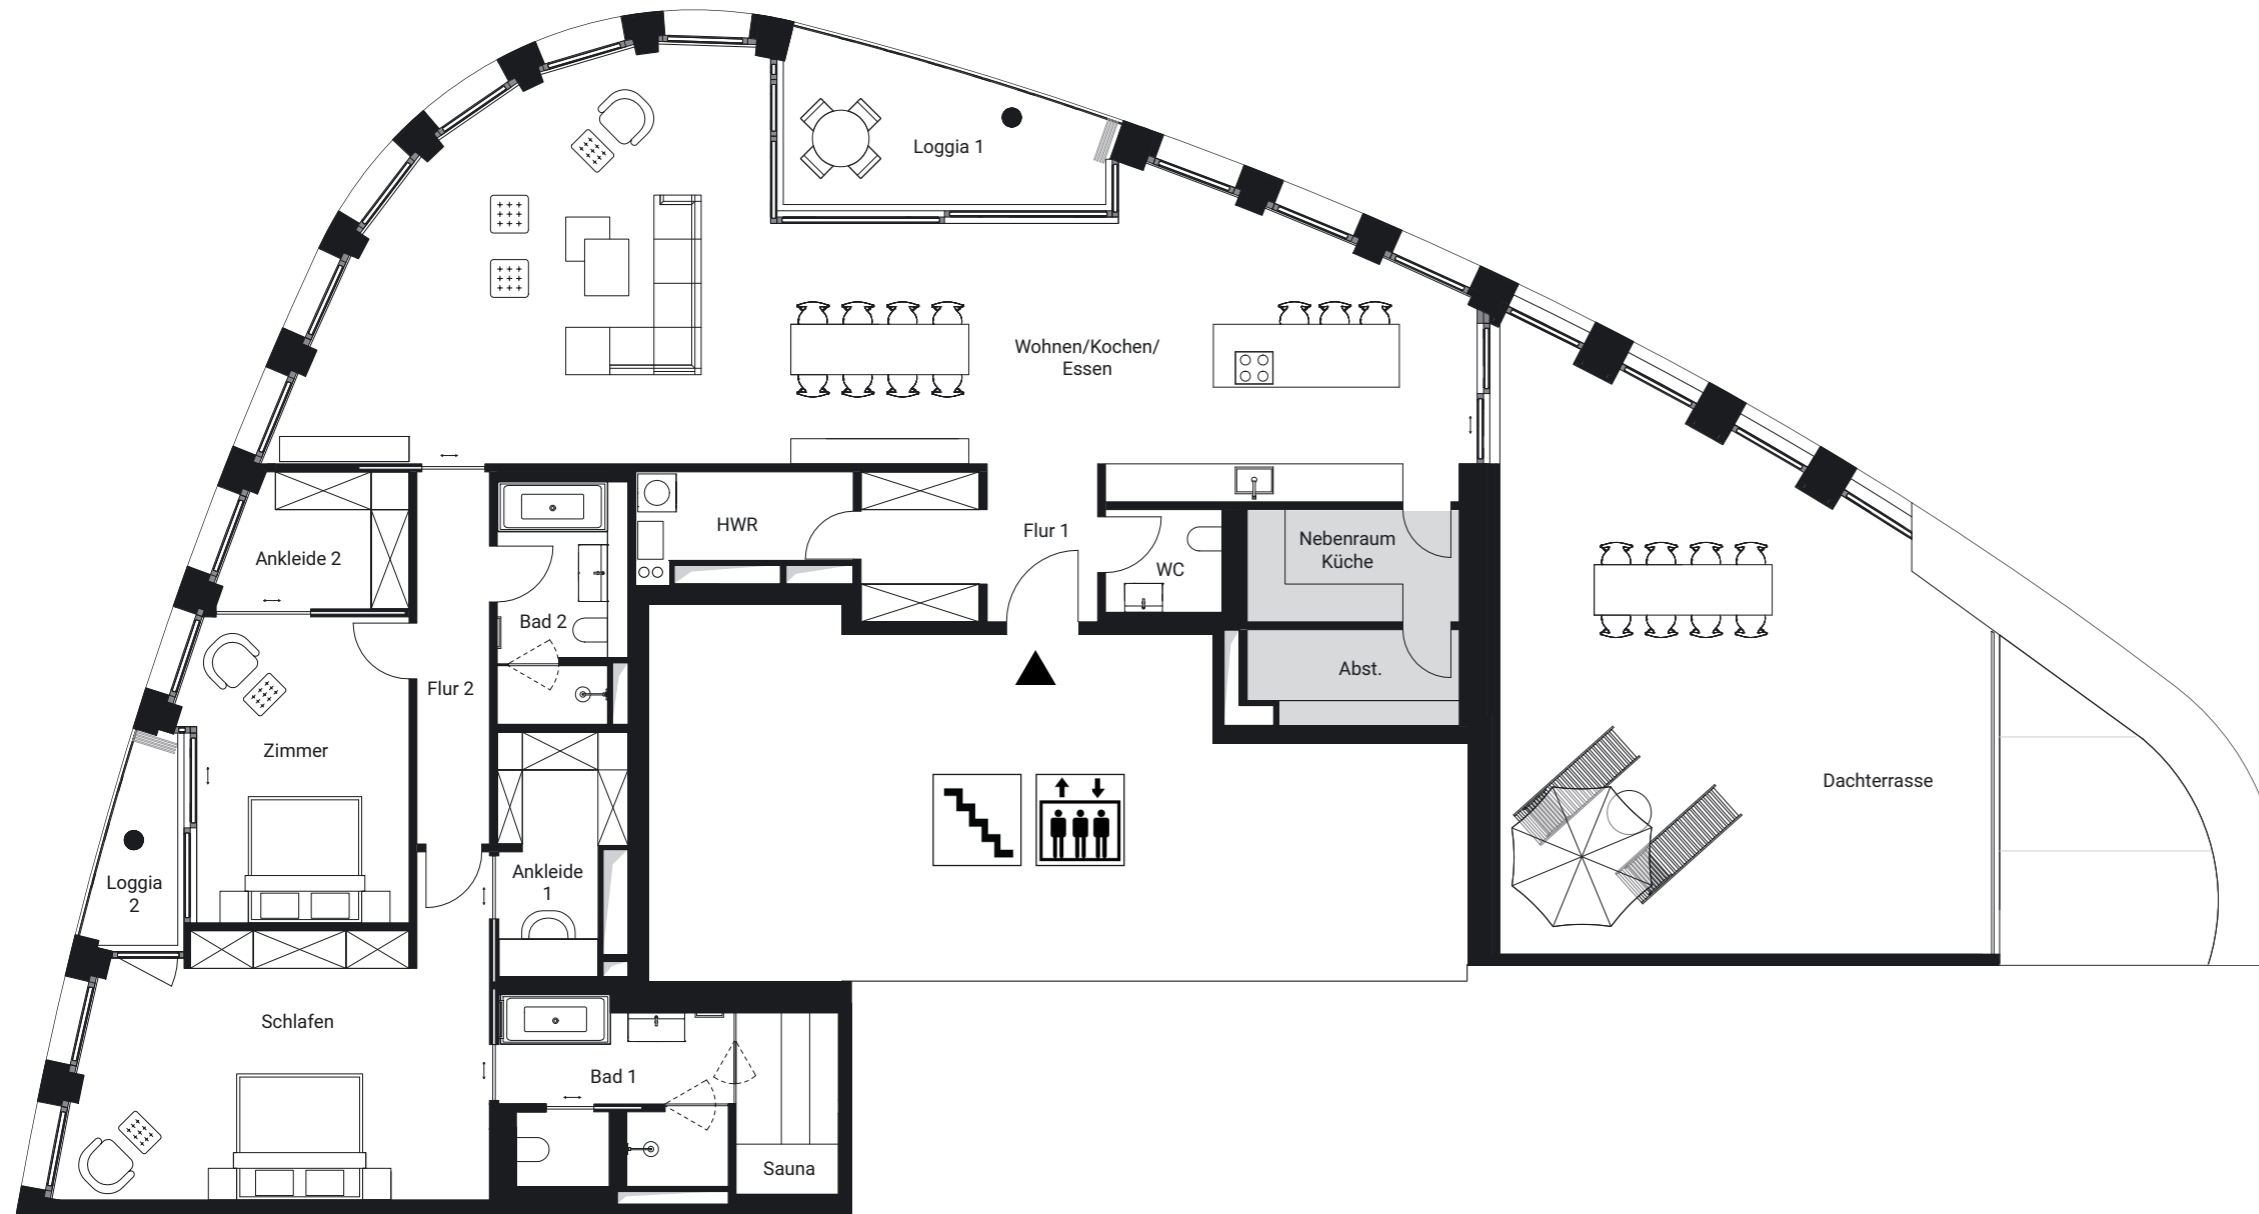 Loggia 1
Wohnen/Kochen/
Essen
HWR
Flur 1
Nebenraum
Küche
WC
Ankleide 2
Bad 2
Abst.
Flur 2
Zimmer
Dachterrasse
Loggia
2
Ankleide
1
Schlafen
Bad 1
Sauna